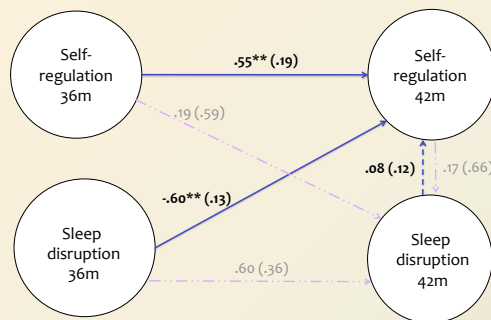 Self-
regulation
36m
Self-
regulation
42m
.55** (.19)
.19 (.59)
-.60** (.13)
.08 (.12)
.17 (.66)
Sleep
disruption
36m
Sleep
disruption
42m
.60 (.36)